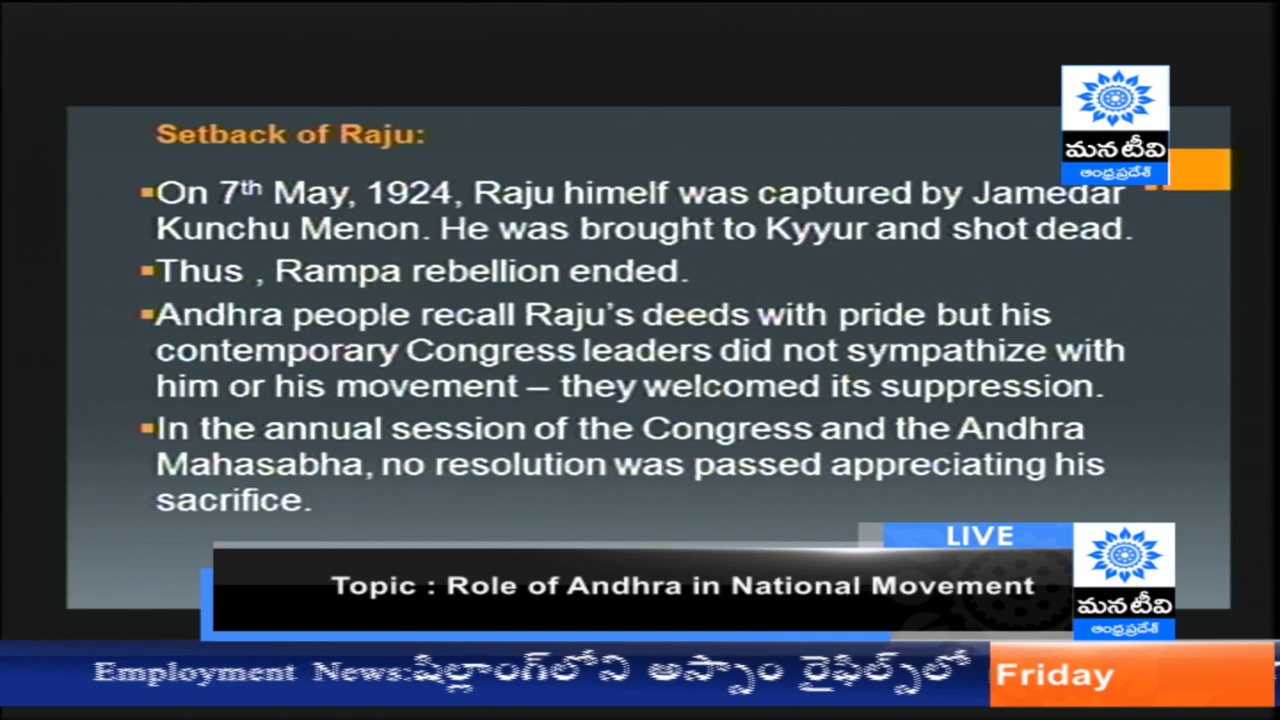 Setback of Raju:
మన టీవి
ఆంధ్రప్రదేశ్
▪On 7th May, 1924, Raju himelf was captured by Jamedar
Kunchu Menon. He was brought to Kyyur and shot dead.
▪Thus , Rampa rebellion ended.
▪Andhra people recall Raju's deeds with pride but his
contemporary Congress leaders did not sympathize with
him or his movement – they welcomed its suppression.
▪In the annual session of the Congress and the Andhra
Mahasabha, no resolution was passed appreciating his
sacrifice.
LIVE
Topic : Role of Andhra in National Movement
మన టీవి
ఆంధ్రప్రదేశ్
Employment News:షిల్లాంగ్‌లోని అస్సాం రైఫిల్స్‌లో
Friday